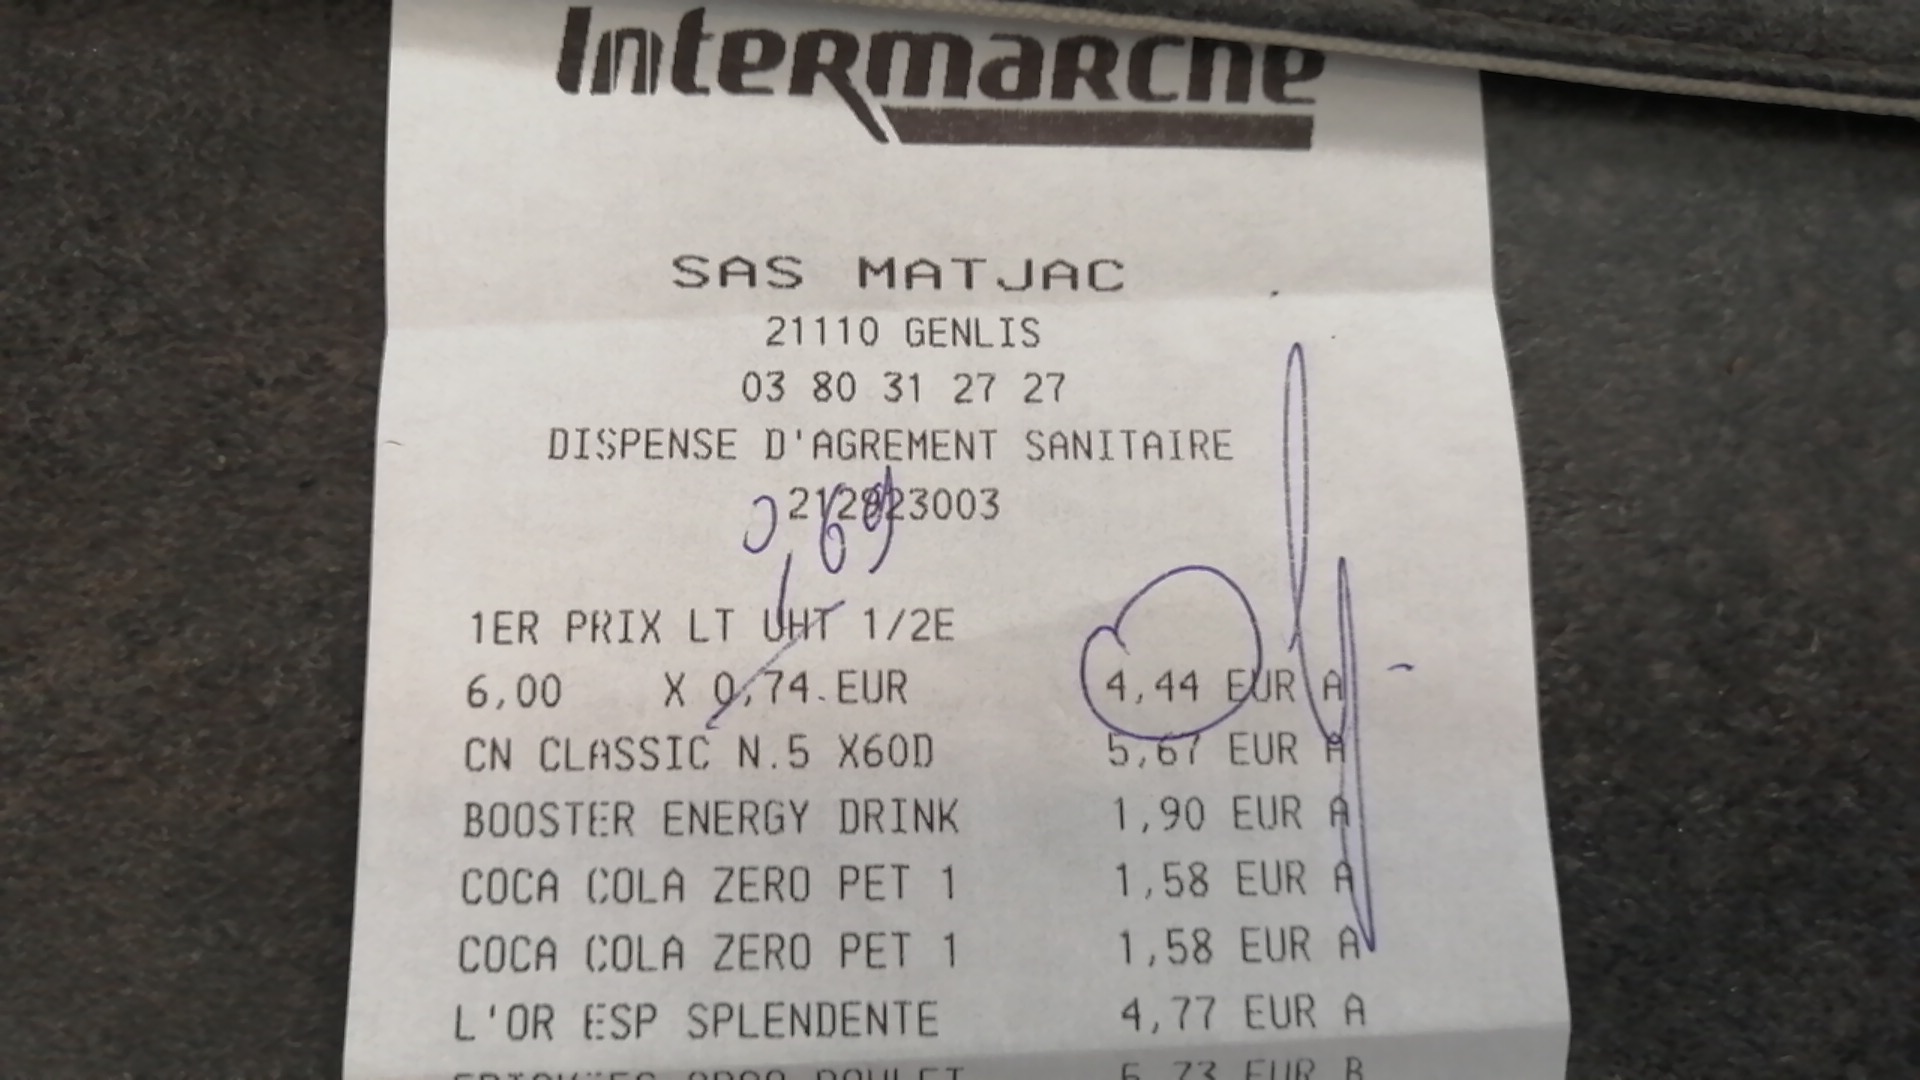 Intermarche
SAS MATJAC
21110 GENLIS
03 80 31 27 27
DISPENSE D'AGREMENT SANITAIRE
212823003
0,69
1ER PRIX LT UHT 1/2E
6,00 X 0,74 EUR 4,44 EUR A
CN CLASSIC N.5 X60D 5,67 EUR A
BOOSTER ENERGY DRINK 1,90 EUR A
COCA COLA ZERO PET 1 1,58 EUR A
COCA COLA ZERO PET 1 1,58 EUR A
L'OR ESP SPLENDENTE 4,77 EUR A
EUR B